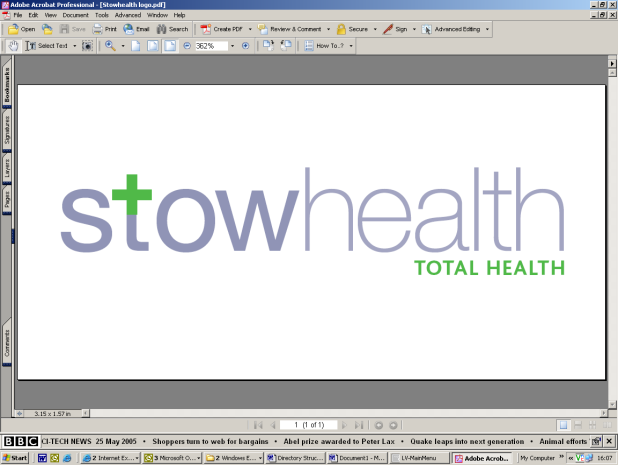 Adobe Acrobat Professional - [Stowhealth logo.pdf]
File Edit View Document Tools Advanced Window Help
Open Save Print Email Search Create PDF Review & Comment Secure Sign Advanced Editing
Select Text 362% How To..?
Bookmarks
Signatures
Layers
Pages
stowhealth
TOTAL HEALTH
Comments
3.15 x 1.57 in
1 (1 of 1)
BBC CI-TECH NEWS 25 May 2005 • Shoppers turn to web for bargains • Abel prize awarded to Peter Lax • Quake leaps into next generation • Animal efforts
Start 2 Internet Ex... 3 Microsoft O... 2 Windows E... Directory Struc... Document1 - M... LV-MainMenu Adobe Acrob... My Computer » « 16:07